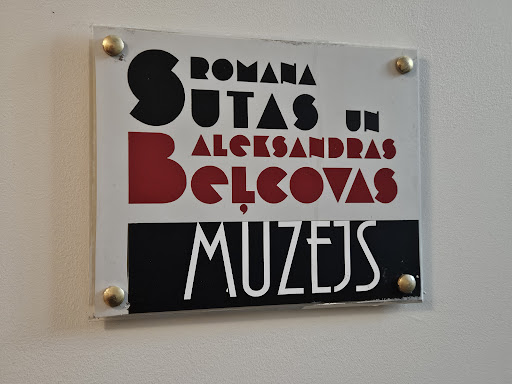 ROMANA
SUTAS UN
ALEKSANDRAS
BEĻCOVAS
MUZEJS